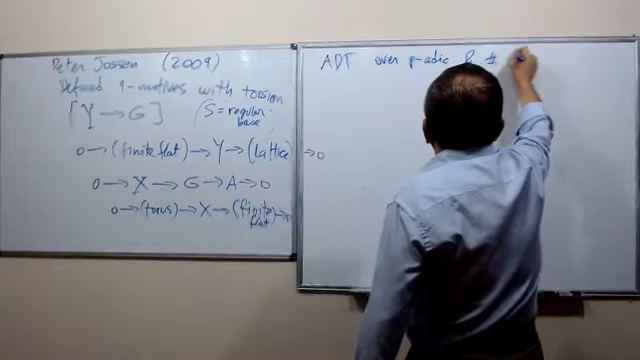 Peter Jossen (2009)
Defined 1-motives with torsion
[Y → G] (S = regular base)
0 → (finite flat) → Y → (lattice) → 0
0 → X → G → A → 0
0 → (torus) → X → (finite flat) →
ADT over p-adic & #